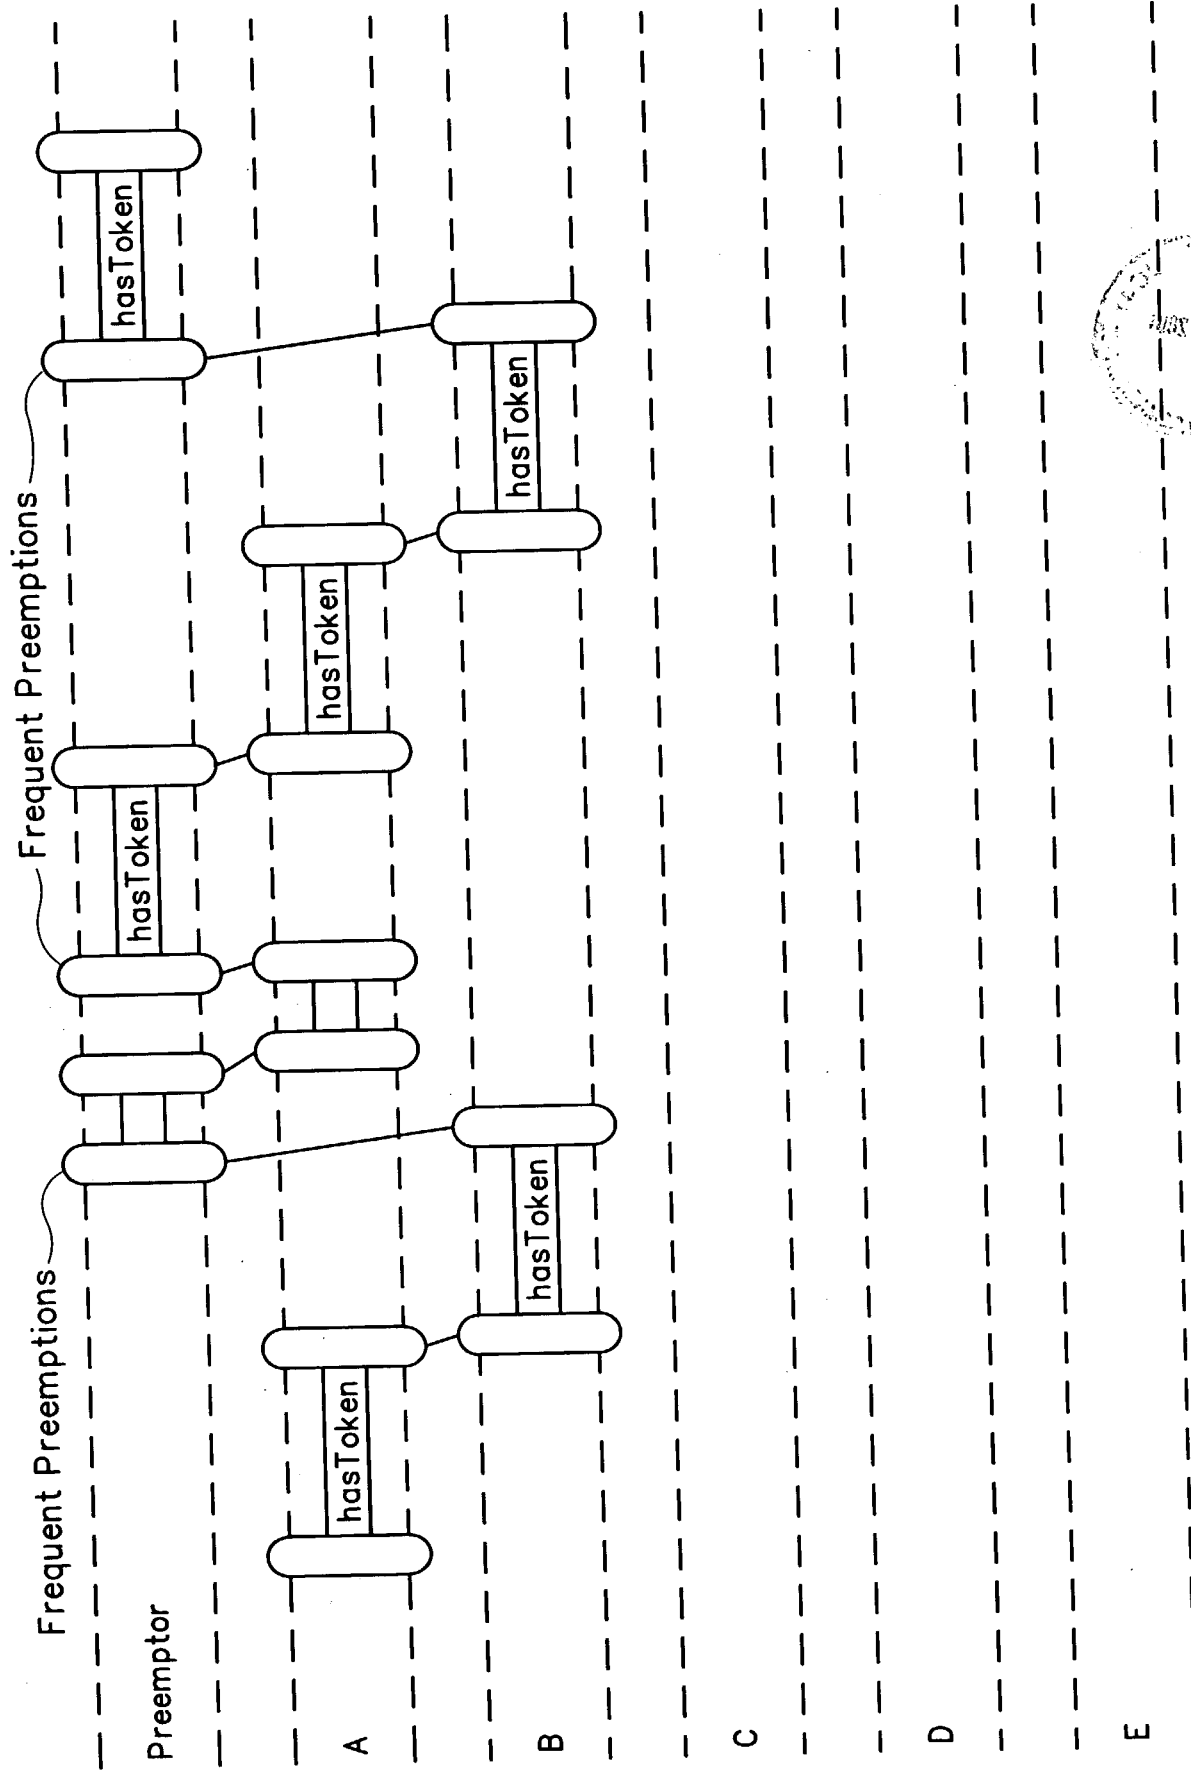 Frequent Preemptions
Frequent Preemptions
Preemptor
hasToken
hasToken
A
hasToken
hasToken
B
hasToken
hasToken
C
D
E